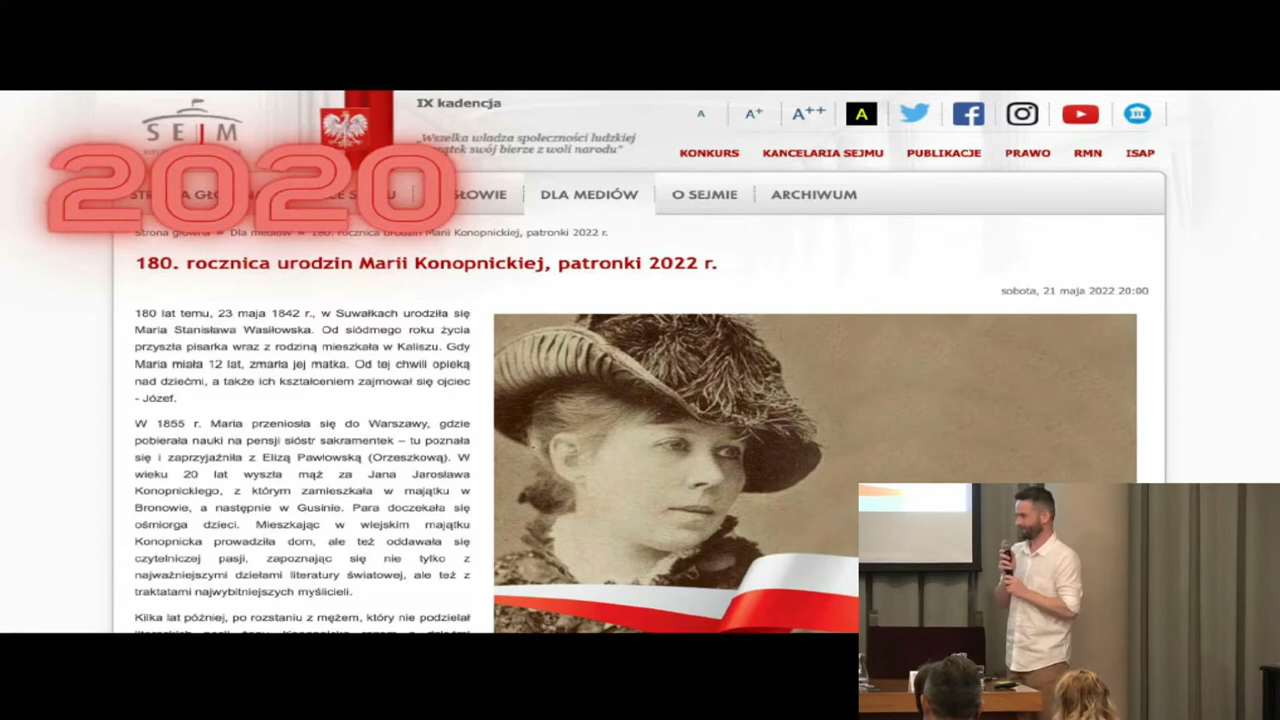 SEJM
IX kadencja
„Wszelka władza społeczności ludzkiej
swój bierze z woli narodu”
A
A+
A++
A
KONKURS
KANCELARIA SEJMU
PUBLIKACJE
PRAWO
RMN
ISAP
2020
DLA MEDIÓW
O SEJMIE
ARCHIWUM
Strona główna » Dla mediów » 180. rocznica urodzin Marii Konopnickiej, patronki 2022 r.
180. rocznica urodzin Marii Konopnickiej, patronki 2022 r.
sobota, 21 maja 2022 20:00
180 lat temu, 23 maja 1842 r., w Suwałkach urodziła się
Maria Stanisława Wasiłowska. Od siódmego roku życia
przyszła pisarka wraz z rodziną mieszkała w Kaliszu. Gdy
Maria miała 12 lat, zmarła jej matka. Od tej chwili opieką
nad dziećmi, a także ich kształceniem zajmował się ojciec
- Józef.
W 1855 r. Maria przeniosła się do Warszawy, gdzie
pobierała nauki na pensji sióstr sakramentek – tu poznała
się i zaprzyjaźniła z Elizą Pawłowską (Orzeszkową). W
wieku 20 lat wyszła mąż za Jana Jarosława
Konopnickiego, z którym zamieszkała w majątku w
Bronowie, a następnie w Gusinie. Para doczekała się
ośmiorga dzieci. Mieszkając w wiejskim majątku
Konopnicka prowadziła dom, ale też oddawała się
czytelniczej pasji, zapoznając się nie tylko z
najważniejszymi dziełami literatury światowej, ale też z
traktatami najwybitniejszych myślicieli.
Kilka lat później, po rozstaniu z mężem, który nie podzielał